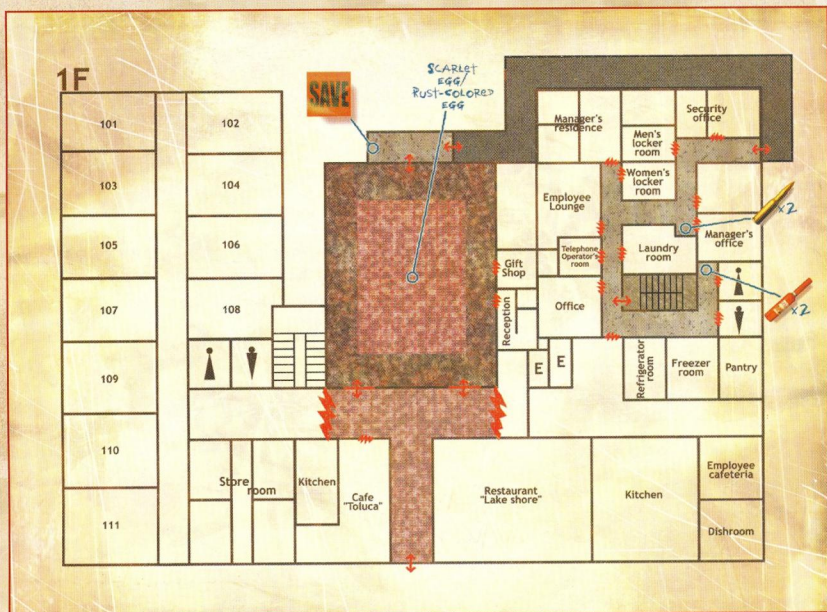 1F
SAVE
SCARLET
EGG/
RUST-COLORED
EGG
101
102
103
104
105
106
107
108
109
110
111
Manager's
residence
Security
office
Men's
locker
room
Women's
locker
room
Employee
Lounge
Telephone
Operator's
room
Laundry
room
Manager's
office
x2
x2
Gift
Shop
Reception
Office
E
E
Refrigerator
room
Freezer
room
Pantry
Store
room
Kitchen
Cafe
"Toluca"
Restaurant
"Lake shore"
Kitchen
Employee
cafeteria
Dishroom